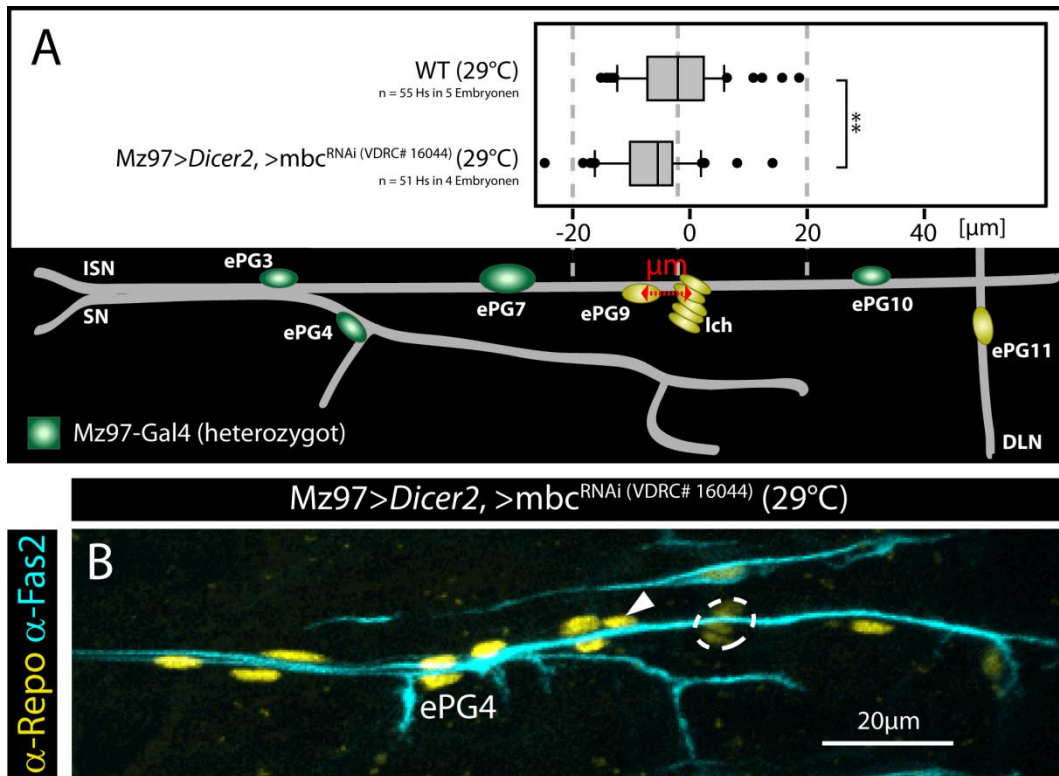 A
WT (29°C)
n = 55 Hs in 5 Embryonen
Mz97>Dicer2, >mbc^RNAi (VDRC# 16044) (29°C)
n = 51 Hs in 4 Embryonen
**
-20 0 20 40 [µm]
ISN
SN
ePG3
ePG4
ePG7
µm
ePG9
lch
ePG10
ePG11
DLN
Mz97-Gal4 (heterozygot)
Mz97>Dicer2, >mbc^RNAi (VDRC# 16044) (29°C)
α-Repo α-Fas2
B
ePG4
20µm